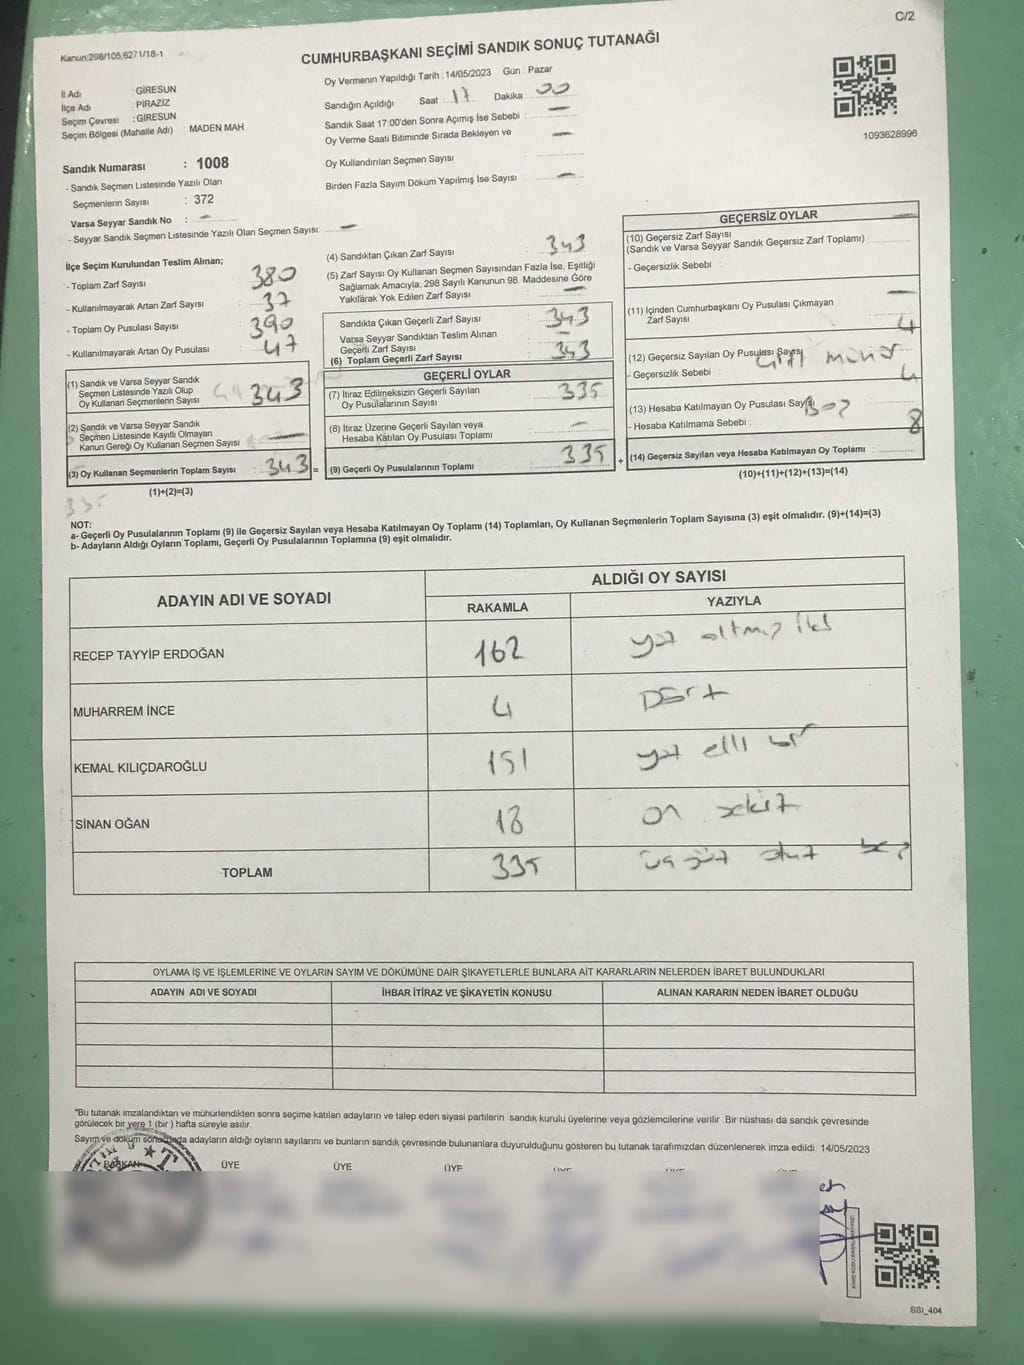 C/2
Kanun:298/105,6271/18-1
CUMHURBAŞKANI SEÇİMİ SANDIK SONUÇ TUTANAĞI
Oy Vermenin Yapıldığı Tarih : 14/05/2023 Gün : Pazar
İl Adı : GİRESUN
İlçe Adı : PİRAZİZ
Seçim Çevresi : GİRESUN
Seçim Bölgesi (Mahalle Adı) : MADEN MAH.
Sandığın Açıldığı Saat : 17 Dakika : 00
Sandık Saat 17:00'den Sonra Açımış İse Sebebi : —
Oy Verme Saati Bitiminde Sırada Bekleyen ve —
Oy Kullandırılan Seçmen Sayısı :
Birden Fazla Sayım Döküm Yapılmış İse Sayısı : —
1093628996
Sandık Numarası : 1008
- Sandık Seçmen Listesinde Yazılı Olan
Seçmenlerin Sayısı : 372
Varsa Seyyar Sandık No : —
- Seyyar Sandık Seçmen Listesinde Yazılı Olan Seçmen Sayısı: —
İlçe Seçim Kurulundan Teslim Alınan;
- Toplam Zarf Sayısı : 380
- Kullanılmayarak Artan Zarf Sayısı : 37
- Toplam Oy Pusulası Sayısı : 390
- Kullanılmayarak Artan Oy Pusulası : 47
(1) Sandık ve Varsa Seyyar Sandık
Seçmen Listesinde Yazılı Olup
Oy Kullanan Seçmenlerin Sayısı : 343
(2) Sandık ve Varsa Seyyar Sandık
Seçmen Listesinde Kayıtlı Olmayan
Kanun Gereği Oy Kullanan Seçmen Sayısı : —
(3) Oy Kullanan Seçmenlerin Toplam Sayısı : 343 =
(1)+(2)=(3)
335
(4) Sandıktan Çıkan Zarf Sayısı : 343
(5) Zarf Sayısı Oy Kullanan Seçmen Sayısından Fazla İse, Eşitliği
Sağlamak Amacıyla, 298 Sayılı Kanunun 98. Maddesine Göre
Yakılarak Yok Edilen Zarf Sayısı : —
Sandıkta Çıkan Geçerli Zarf Sayısı : 343
Varsa Seyyar Sandıktan Teslim Alınan
Geçerli Zarf Sayısı : —
(6) Toplam Geçerli Zarf Sayısı : 343
GEÇERLİ OYLAR
(7) İtiraz Edilmeksizin Geçerli Sayılan
Oy Pusulalarının Sayısı : 335
(8) İtiraz Üzerine Geçerli Sayılan veya
Hesaba Katılan Oy Pusulası Toplamı : —
(9) Geçerli Oy Pusulalarının Toplamı : 335 +
GEÇERSİZ OYLAR
(10) Geçersiz Zarf Sayısı
(Sandık ve Varsa Seyyar Sandık Geçersiz Zarf Toplamı) : —
- Geçersizlik Sebebi :
(11) İçinden Cumhurbaşkanı Oy Pusulası Çıkmayan —
Zarf Sayısı : 4
(12) Geçersiz Sayılan Oy Pusulası Sayısı
- Geçersizlik Sebebi : 4
(13) Hesaba Katılmayan Oy Pusulası Sayısı Boş
- Hesaba Katılmama Sebebi : 8
(14) Geçersiz Sayılan veya Hesaba Katılmayan Oy Toplamı :
(10)+(11)+(12)+(13)=(14)
NOT:
a- Geçerli Oy Pusulalarının Toplamı (9) ile Geçersiz Sayılan veya Hesaba Katılmayan Oy Toplamı (14) Toplamları, Oy Kullanan Seçmenlerin Toplam Sayısına (3) eşit olmalıdır. (9)+(14)=(3)
b- Adayların Aldığı Oyların Toplamı, Geçerli Oy Pusulalarının Toplamına (9) eşit olmalıdır.
ADAYIN ADI VE SOYADI ALDIĞI OY SAYISI
RAKAMLA YAZIYLA
RECEP TAYYİP ERDOĞAN 162 yüz altmış iki
MUHARREM İNCE 4 Dört
KEMAL KILIÇDAROĞLU 151 yüz elli bir
SİNAN OĞAN 18 on sekiz
TOPLAM 335 üç yüz otuz beş
OYLAMA İŞ VE İŞLEMLERİNE VE OYLARIN SAYIM VE DÖKÜMÜNE DAİR ŞİKAYETLERLE BUNLARA AİT KARARLARIN NELERDEN İBARET BULUNDUKLARI
ADAYIN ADI VE SOYADI İHBAR İTİRAZ VE ŞİKAYETİN KONUSU ALINAN KARARIN NEDEN İBARET OLDUĞU
*Bu tutanak imzalandıktan ve mühürlendikten sonra seçime katılan adayların ve talep eden siyasi partilerin sandık kurulu üyelerine veya gözlemcilerine verilir. Bir nüshası da sandık çevresinde
görülecek bir yere 1 (bir) hafta süreyle asılır.
Sayım ve döküm sonucunda adayların aldığı oyların sayılarını ve bunların sandık çevresinde bulunanlara duyurulduğunu gösteren bu tutanak tarafımızdan düzenlenerek imza edildi. 14/05/2023
BAŞKAN ÜYE ÜYE ÜYE ÜYE ÜYE ÜYE
SSI_404